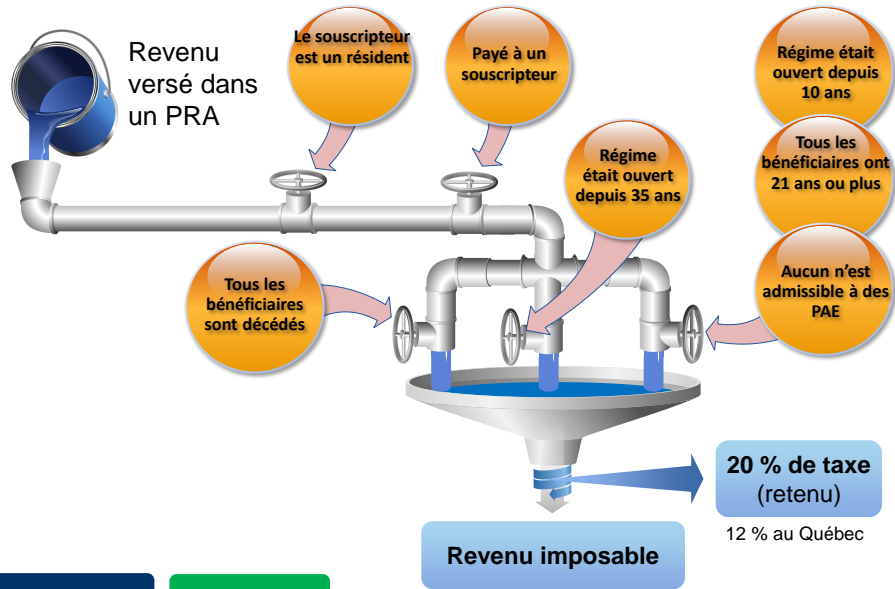 Revenu
versé dans
un PRA
Le souscripteur
est un résident
Payé à un
souscripteur
Régime était
ouvert depuis
10 ans
Tous les
bénéficiaires ont
21 ans ou plus
Aucun n’est
admissible à des
PAE
Régime
était ouvert
depuis 35 ans
Tous les
bénéficiaires
sont décédés
20 % de taxe
(retenu)
12 % au Québec
Revenu imposable